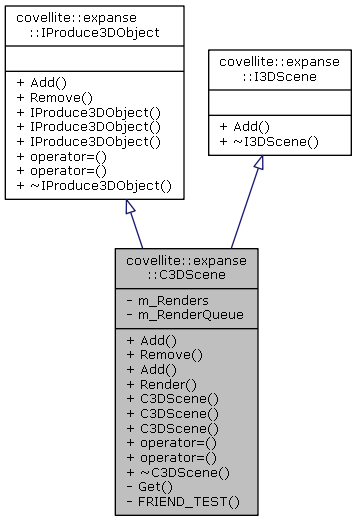 covellite::expanse
::IProduce3DObject
+ Add()
+ Remove()
+ IProduce3DObject()
+ IProduce3DObject()
+ IProduce3DObject()
+ operator=()
+ operator=()
+ ~IProduce3DObject()
covellite::expanse
::I3DScene
+ Add()
+ ~I3DScene()
covellite::expanse
::C3DScene
- m_Renders
- m_RenderQueue
+ Add()
+ Remove()
+ Add()
+ Render()
+ C3DScene()
+ C3DScene()
+ C3DScene()
+ operator=()
+ operator=()
+ ~C3DScene()
- Get()
- FRIEND_TEST()